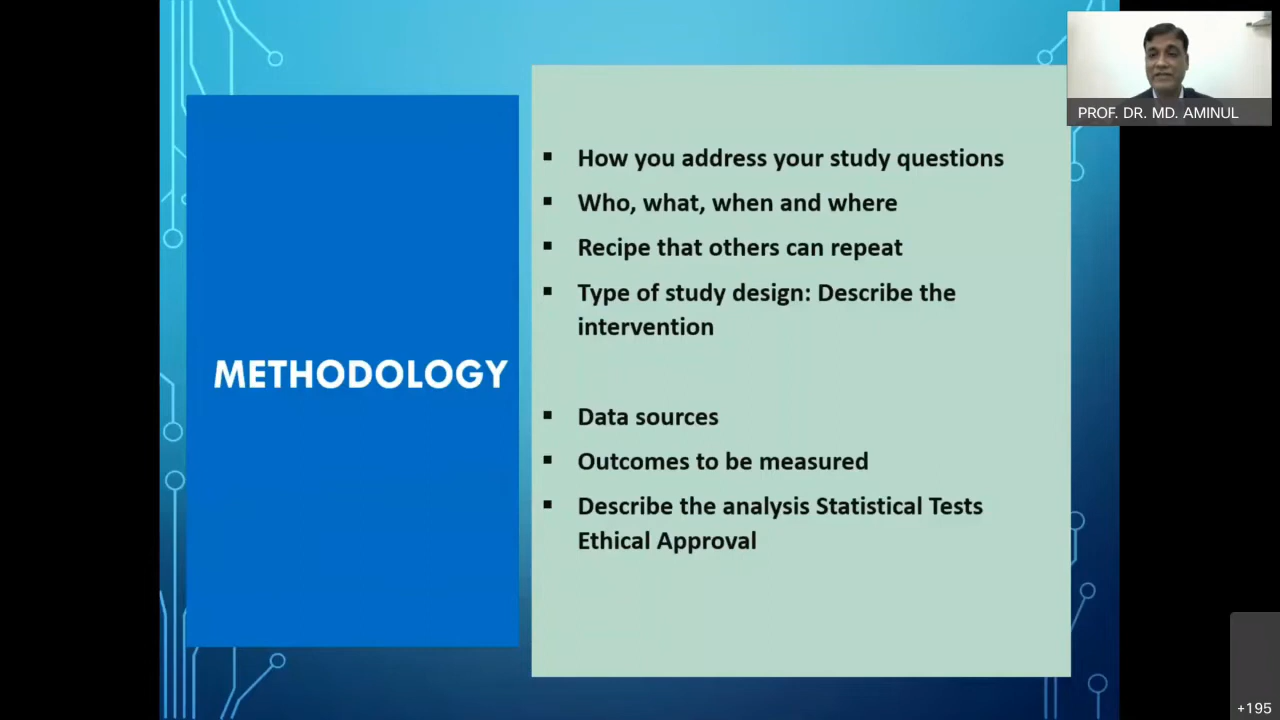 METHODOLOGY
▪ How you address your study questions
▪ Who, what, when and where
▪ Recipe that others can repeat
▪ Type of study design: Describe the
intervention
▪ Data sources
▪ Outcomes to be measured
▪ Describe the analysis Statistical Tests
Ethical Approval
PROF. DR. MD. AMINUL
+195